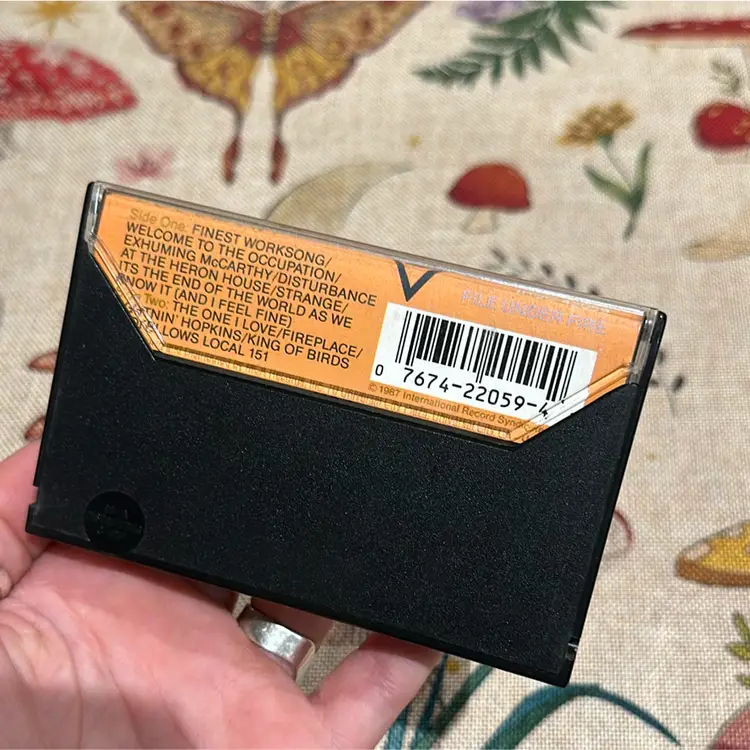 Side One: FINEST WORKSONG/
WELCOME TO THE OCCUPATION/
EXHUMING McCARTHY/DISTURBANCE
AT THE HERON HOUSE/STRANGE/
ITS THE END OF THE WORLD AS WE
KNOW IT (AND I FEEL FINE)
Two: THE ONE I LOVE/FIREPLACE/
NIN' HOPKINS/KING OF BIRDS
LOWS LOCAL 151
FILE UNDER FIRE
0 7674-22059-4
© 1987 International Record Syndicate